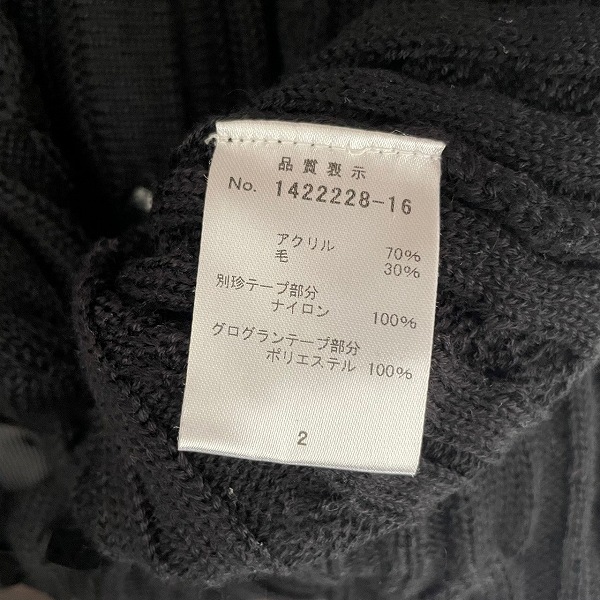 品質表示
No. 1422228-16
アクリル 70%
毛 30%
別珍テープ部分
ナイロン 100%
グログランテープ部分
ポリエステル 100%
2